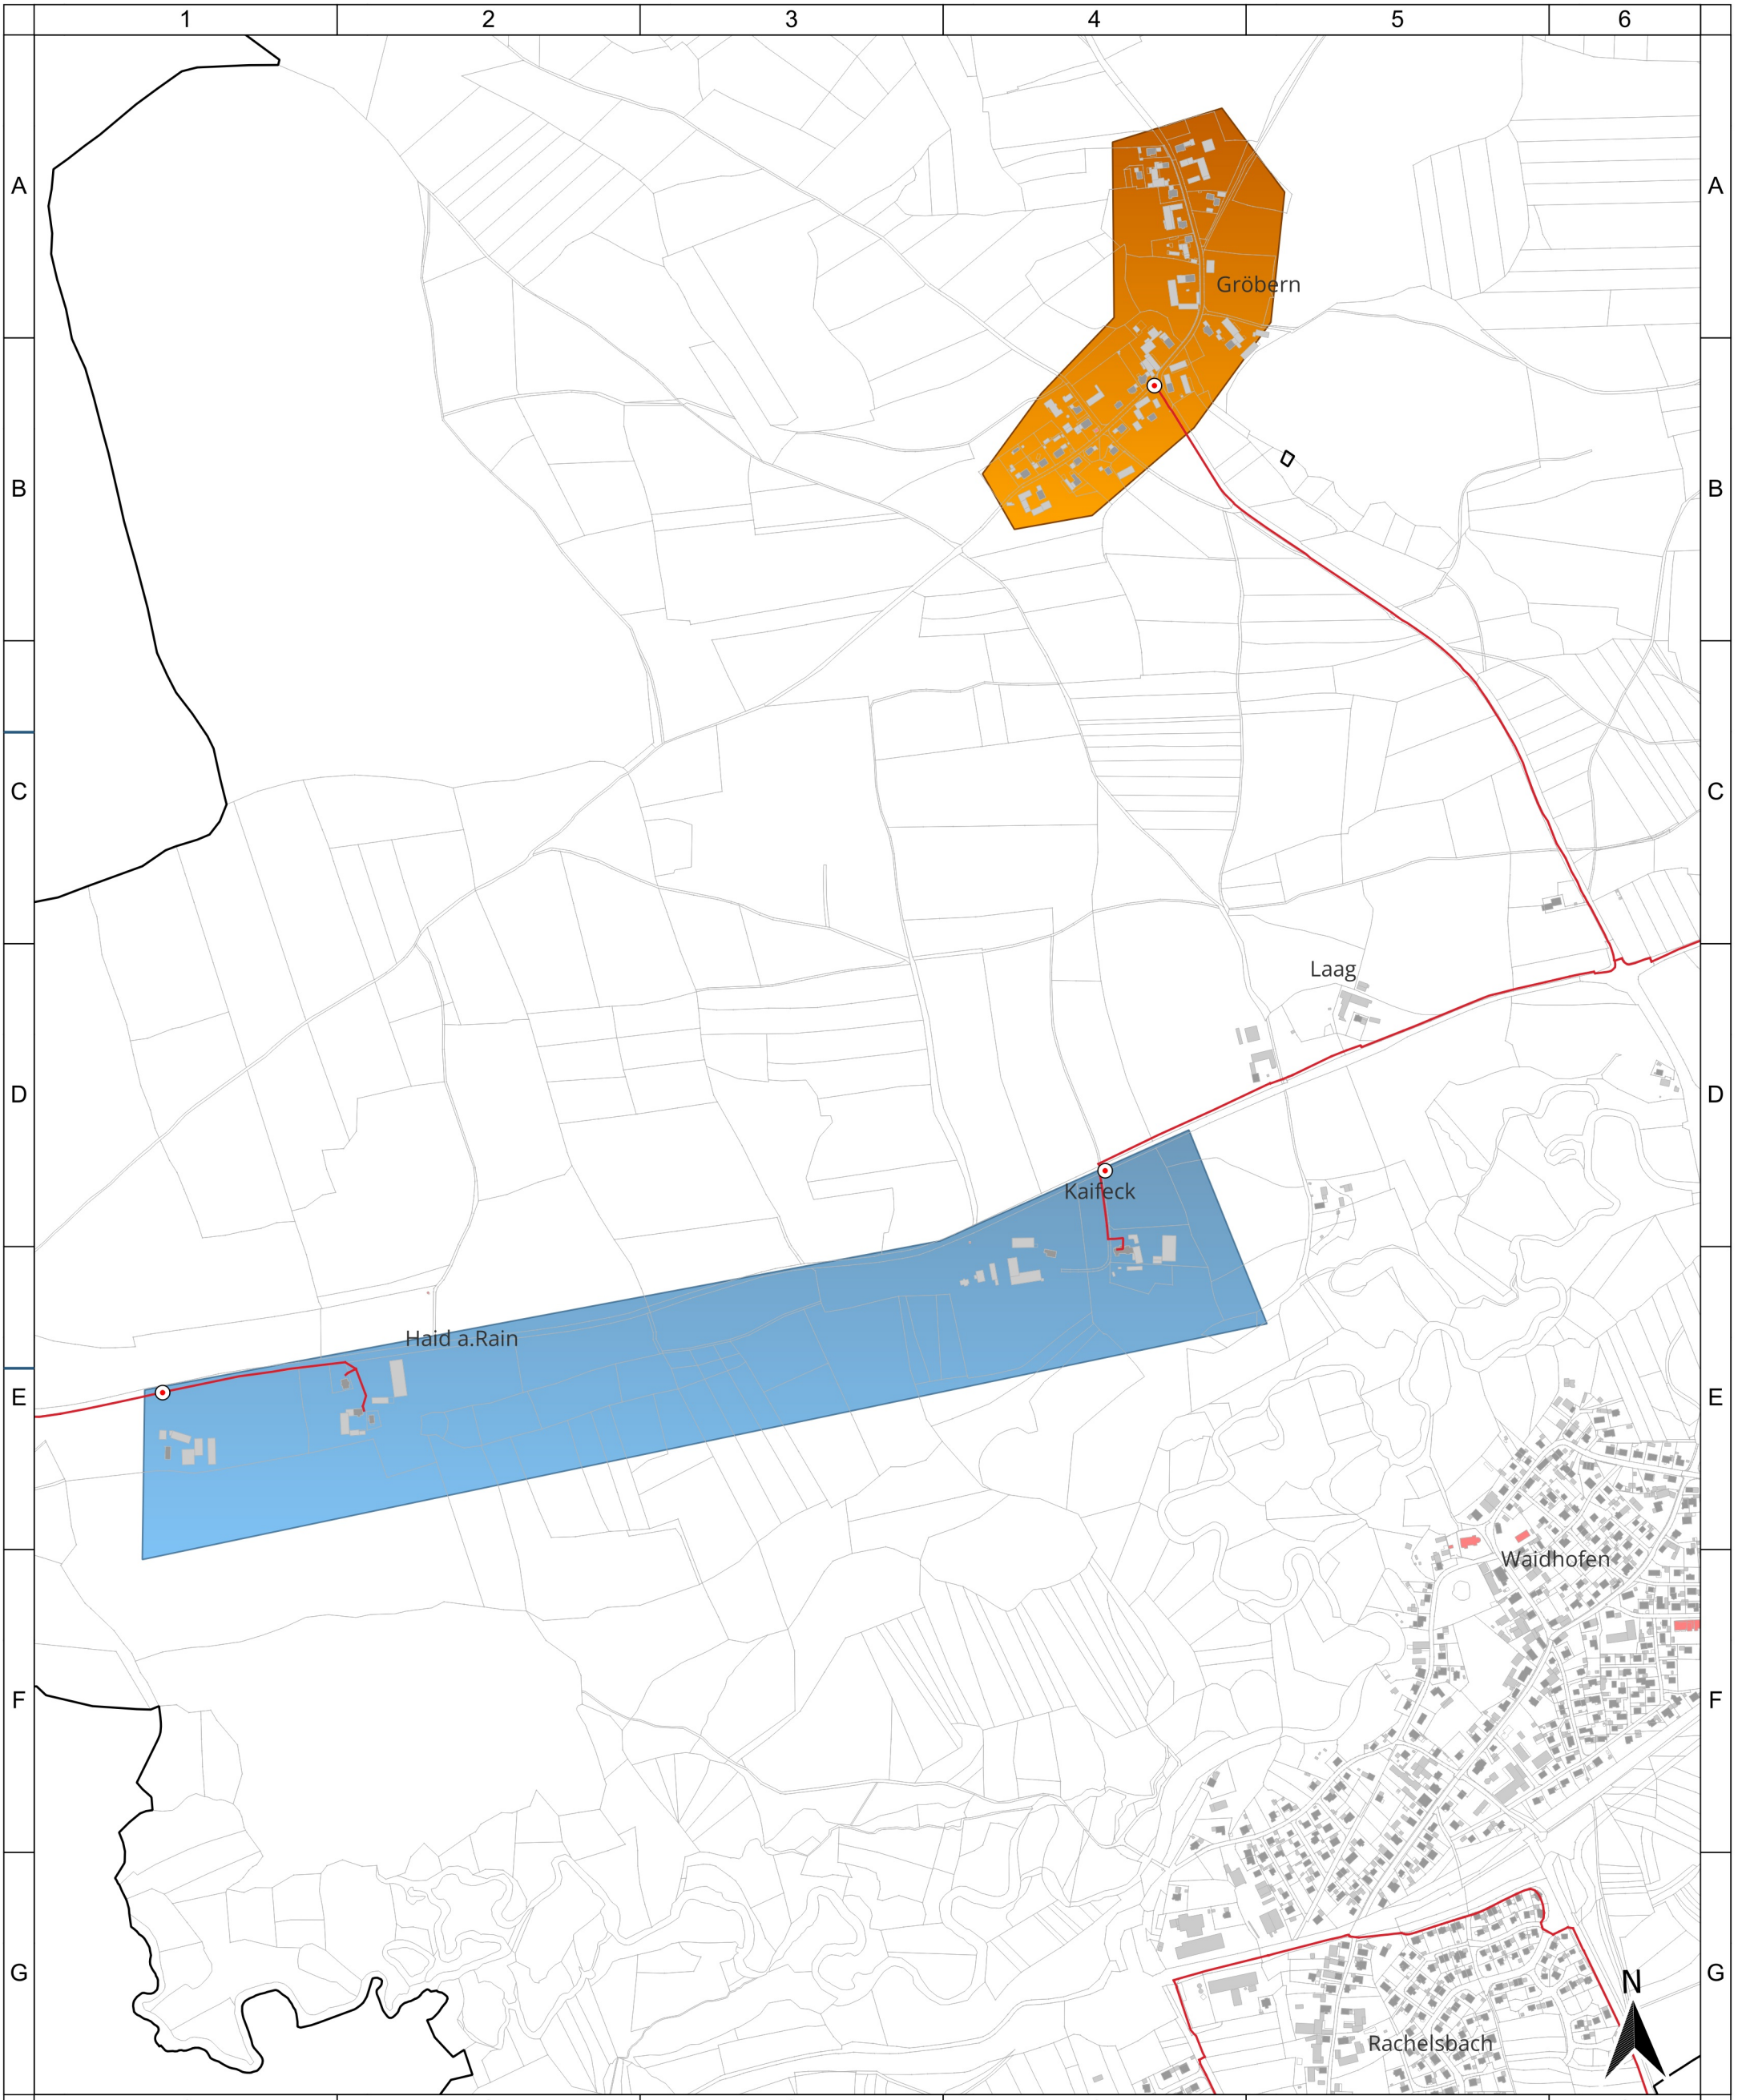 1 2 3 4 5 6
A A
Gröbern
B B
C C
Laag
D D
Kaifeck
Haid a.Rain
E E
Waidhofen
F F
G G
N
Rachelsbach